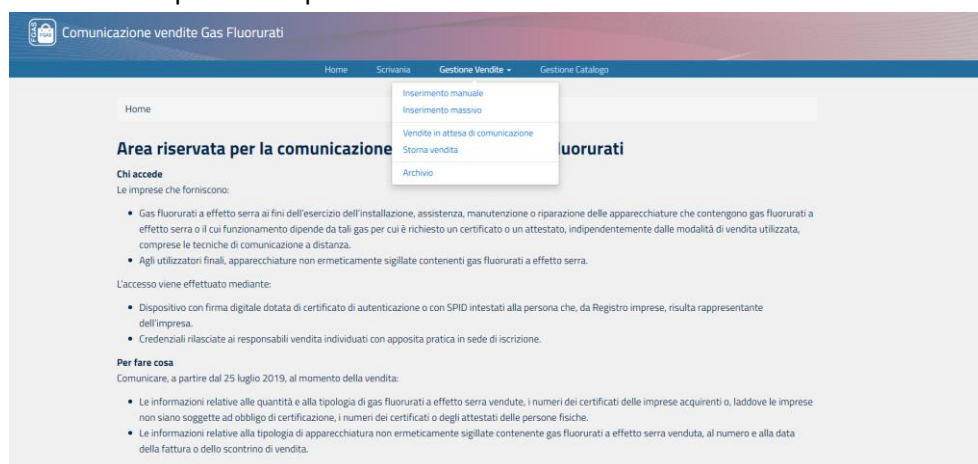 FGAS
Comunicazione vendite Gas Fluorurati
Home Scrivania Gestione Vendite Gestione Catalogo
Inserimento manuale
Inserimento massivo
Vendite in attesa di comunicazione
Storna vendita
Archivio
Home
Area riservata per la comunicazione luorurati
Chi accede
Le imprese che forniscono:
Gas fluorurati a effetto serra ai fini dell'esercizio dell'installazione, assistenza, manutenzione o riparazione delle apparecchiature che contengono gas fluorurati a
effetto serra o il cui funzionamento dipende da tali gas per cui è richiesto un certificato o un attestato, indipendentemente dalle modalità di vendita utilizzata,
comprese le tecniche di comunicazione a distanza.
Agli utilizzatori finali, apparecchiature non ermeticamente sigillate contenenti gas fluorurati a effetto serra.
L'accesso viene effettuato mediante:
Dispositivo con firma digitale dotata di certificato di autenticazione o con SPID intestati alla persona che, da Registro imprese, risulta rappresentante
dell'impresa.
Credenziali rilasciate ai responsabili vendita individuati con apposita pratica in sede di iscrizione.
Per fare cosa
Comunicare, a partire dal 25 luglio 2019, al momento della vendita:
Le informazioni relative alle quantità e alla tipologia di gas fluorurati a effetto serra vendute, i numeri dei certificati delle imprese acquirenti o, laddove le imprese
non siano soggette ad obbligo di certificazione, i numeri dei certificati o degli attestati delle persone fisiche.
Le informazioni relative alla tipologia di apparecchiatura non ermeticamente sigillate contenente gas fluorurati a effetto serra venduta, al numero e alla data
della fattura o dello scontrino di vendita.